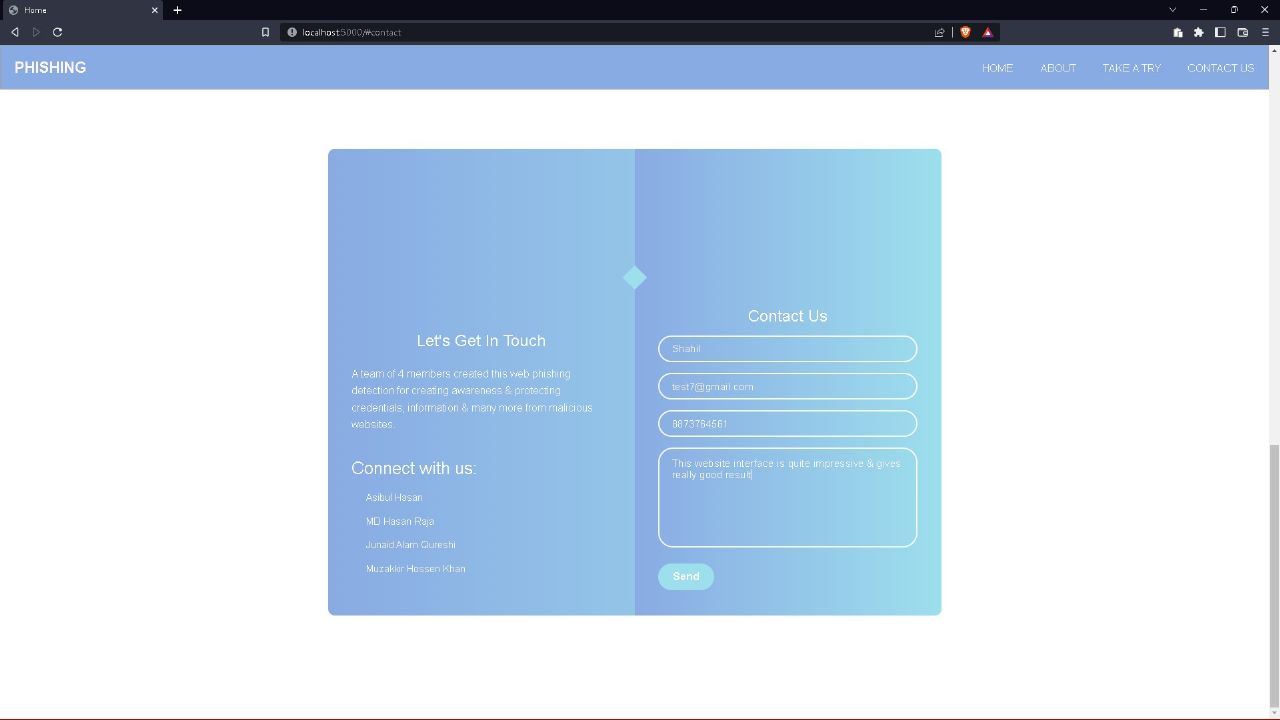 Home
localhost:5000/#contact
PHISHING
HOME
ABOUT
TAKE A TRY
CONTACT US
Let's Get In Touch
A team of 4 members created this web phishing
detection for creating awareness & protecting
credentials, information & many more from malicious
websites.
Connect with us:
Asibul Hasan
MD Hasan Raja
Junaid Alam Qureshi
Muzakkir Hossen Khan
Contact Us
Shahil
test7@gmail.com
8873764561
This website interface is quite impressive & gives
really good result
Send